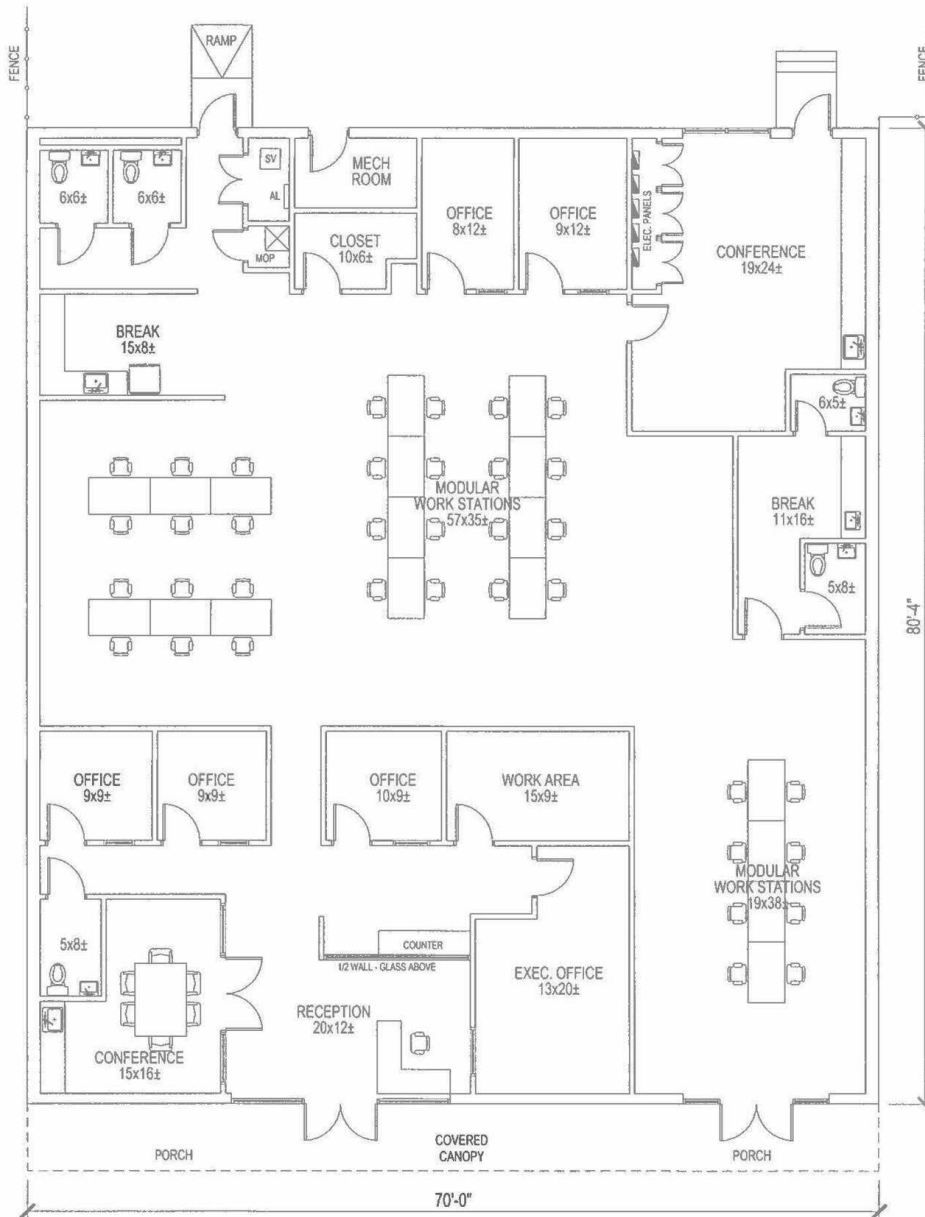 RAMP
FENCE
FENCE
6x6±
6x6±
SV
AL
MOP
MECH
ROOM
CLOSET
10x6±
OFFICE
8x12±
OFFICE
9x12±
ELEC. PANELS
CONFERENCE
19x24±
BREAK
15x8±
6x5±
MODULAR
WORK STATIONS
57x35±
BREAK
11x16±
5x8±
80'-4"
OFFICE
9x9±
OFFICE
9x9±
OFFICE
10x9±
WORK AREA
15x9±
MODULAR
WORK STATIONS
19x38±
5x8±
COUNTER
1/2 WALL - GLASS ABOVE
EXEC. OFFICE
13x20±
RECEPTION
20x12±
CONFERENCE
15x16±
PORCH
COVERED
CANOPY
PORCH
70'-0"